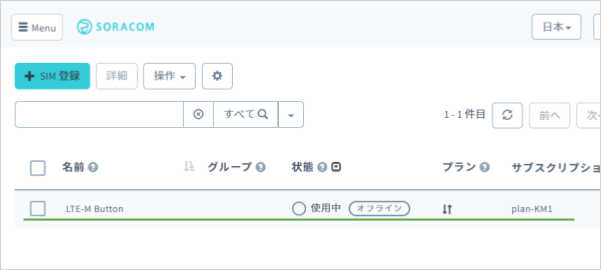 Menu
SORACOM
日本
SIM 登録
詳細
操作
すべて
1 - 1 件目
前へ
名前
グループ
状態
プラン
サブスクリプショ
LTE-M Button
使用中
オフライン
plan-KM1